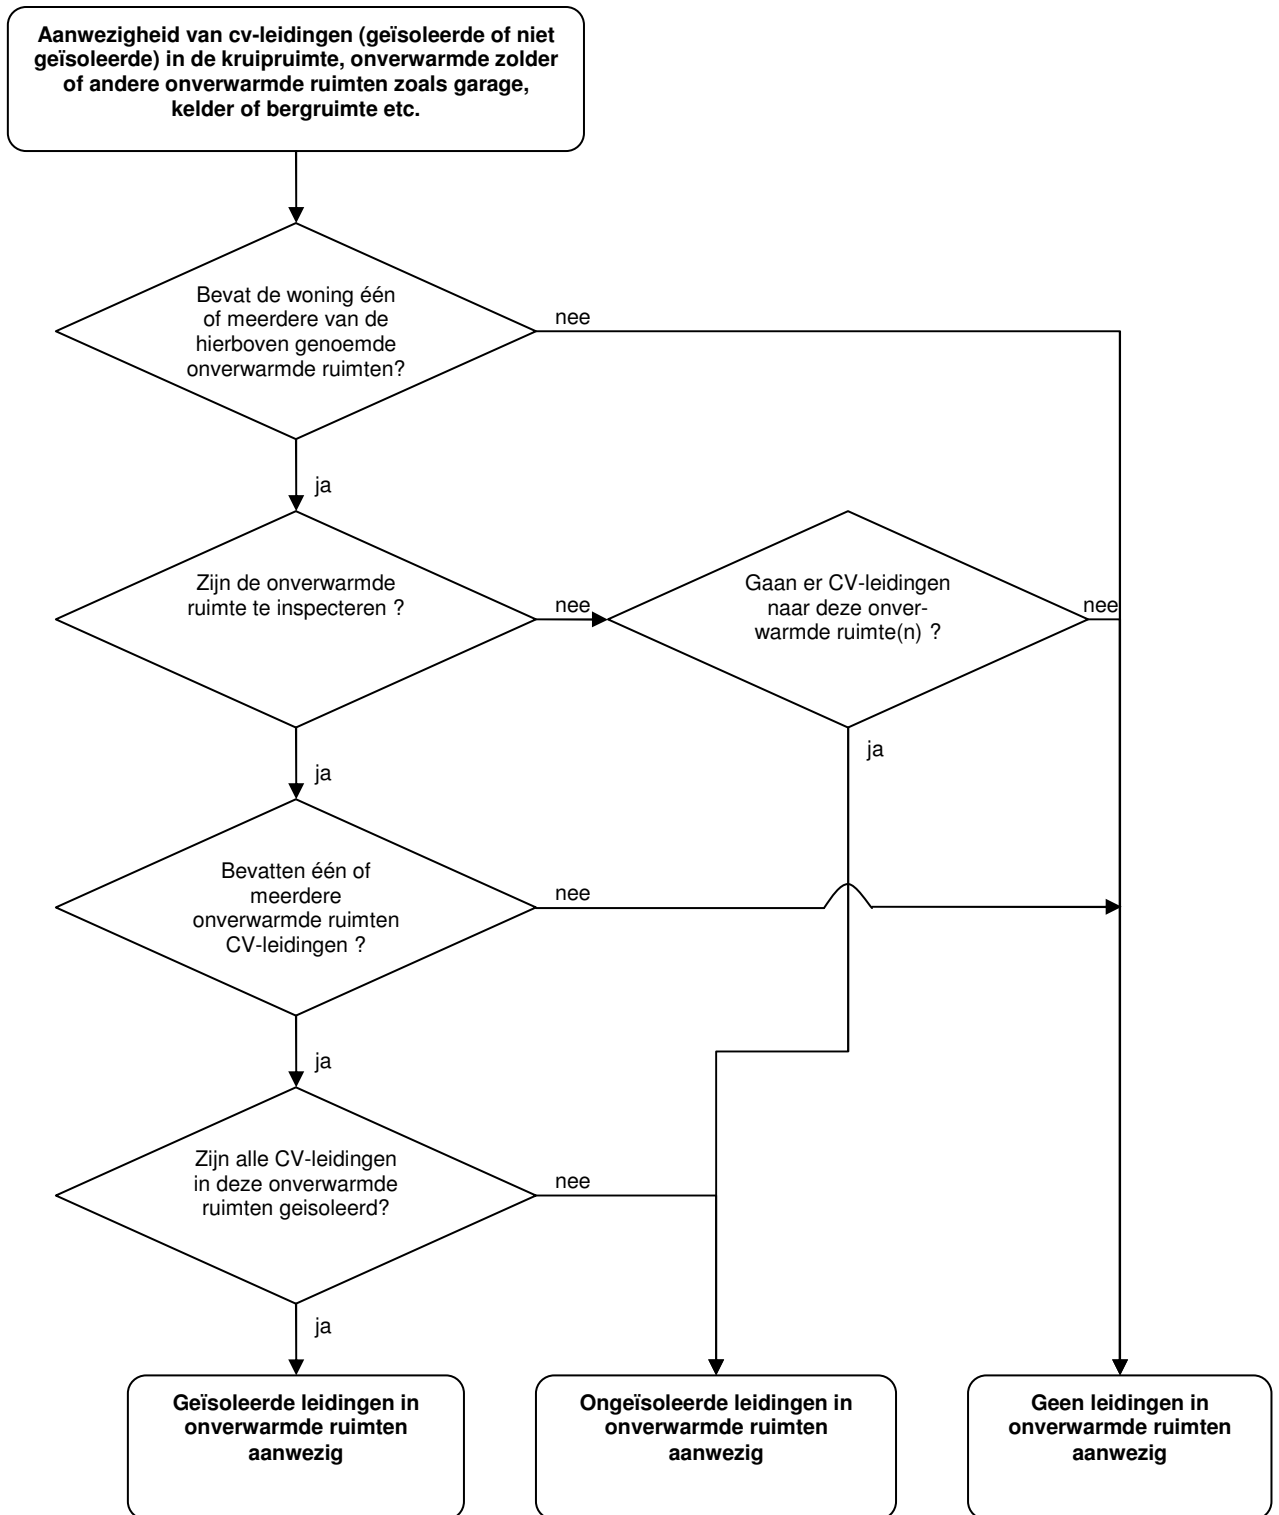 Aanwezigheid van cv-leidingen (geïsoleerde of niet
geïsoleerde) in de kruipruimte, onverwarmde zolder
of andere onverwarmde ruimten zoals garage,
kelder of bergruimte etc.
Bevat de woning één
of meerdere van de
hierboven genoemde
onverwarmde ruimten?
nee
ja
Zijn de onverwarmde
ruimte te inspecteren ?
nee
Gaan er CV-leidingen
naar deze onver-
warmde ruimte(n) ?
nee
ja
ja
Bevatten één of
meerdere
onverwarmde ruimten
CV-leidingen ?
nee
ja
Zijn alle CV-leidingen
in deze onverwarmde
ruimten geisoleerd?
nee
ja
Geïsoleerde leidingen in
onverwarmde ruimten
aanwezig
Ongeïsoleerde leidingen in
onverwarmde ruimten
aanwezig
Geen leidingen in
onverwarmde ruimten
aanwezig